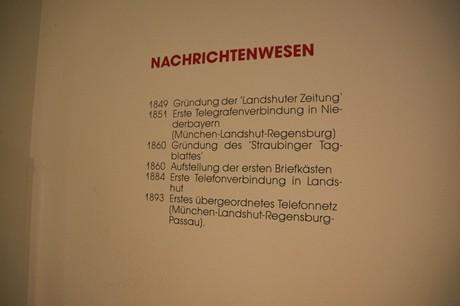 NACHRICHTENWESEN
1849 Gründung der 'Landshuter Zeitung'
1851 Erste Telegrafenverbindung in Nie-
derbayern
(München-Landshut-Regensburg)
1860 Gründung des 'Straubinger Tag-
blattes'
1860 Aufstellung der ersten Briefkästen
1884 Erste Telefonverbindung in Lands-
hut
1893 Erstes übergeordnetes Telefonnetz
(München-Landshut-Regensburg-
Passau).